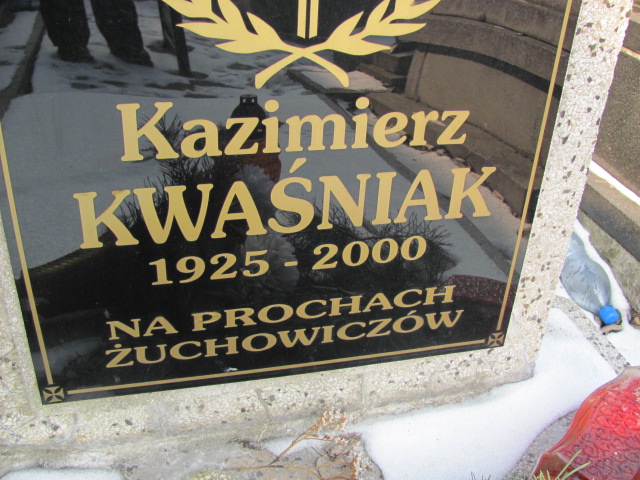 Kazimierz
KWAŚNIAK
1925 - 2000
NA PROCHACH
ŻUCHOWICZÓW